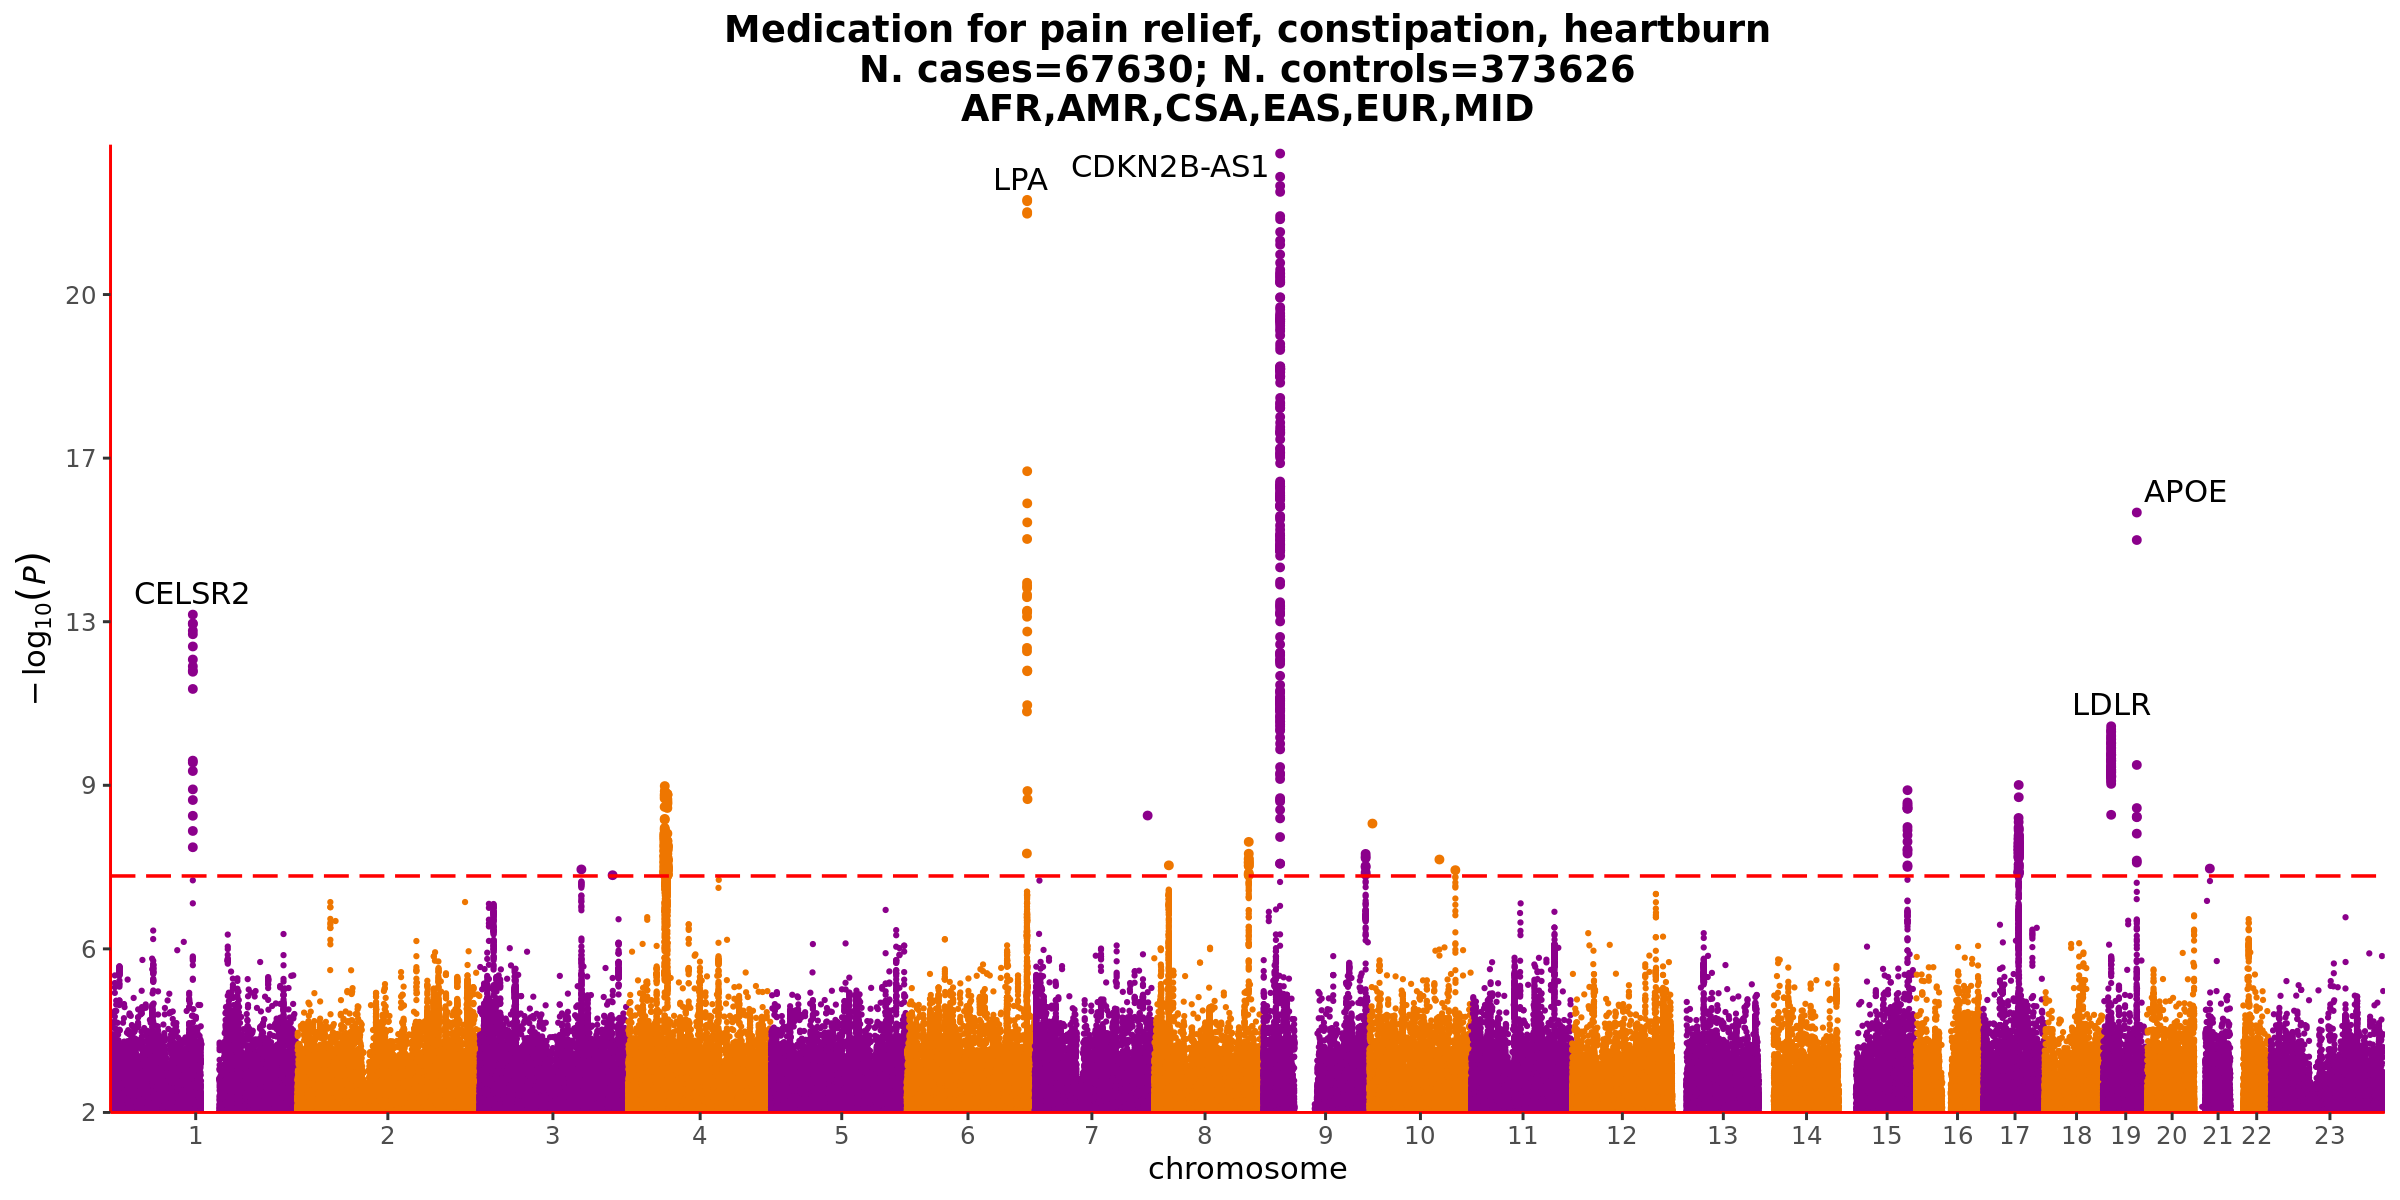 Medication for pain relief, constipation, heartburn
N. cases=67630; N. controls=373626
AFR,AMR,CSA,EAS,EUR,MID
CDKN2B-AS1
LPA
20
17
APOE
CELSR2
13
−log₁₀(P)
LDLR
9
6
2
1 2 3 4 5 6 7 8 9 10 11 12 13 14 15 16 17 18 19 20 21 22 23
chromosome